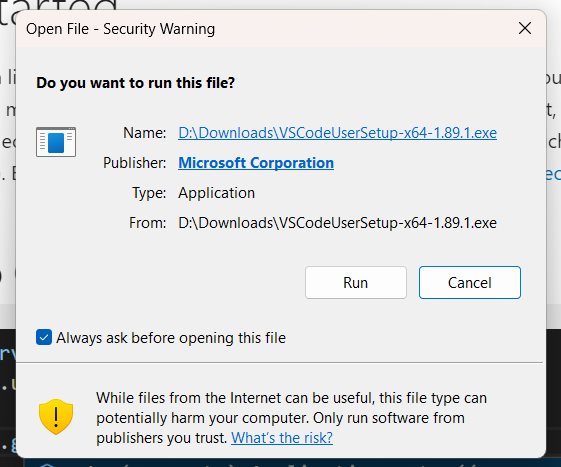 tarted
Open File - Security Warning
Do you want to run this file?
Name: D:\Downloads\VSCodeUserSetup-x64-1.89.1.exe
Publisher: Microsoft Corporation
Type: Application
From: D:\Downloads\VSCodeUserSetup-x64-1.89.1.exe
Run Cancel
Always ask before opening this file
While files from the Internet can be useful, this file type can
potentially harm your computer. Only run software from
publishers you trust. What's the risk?